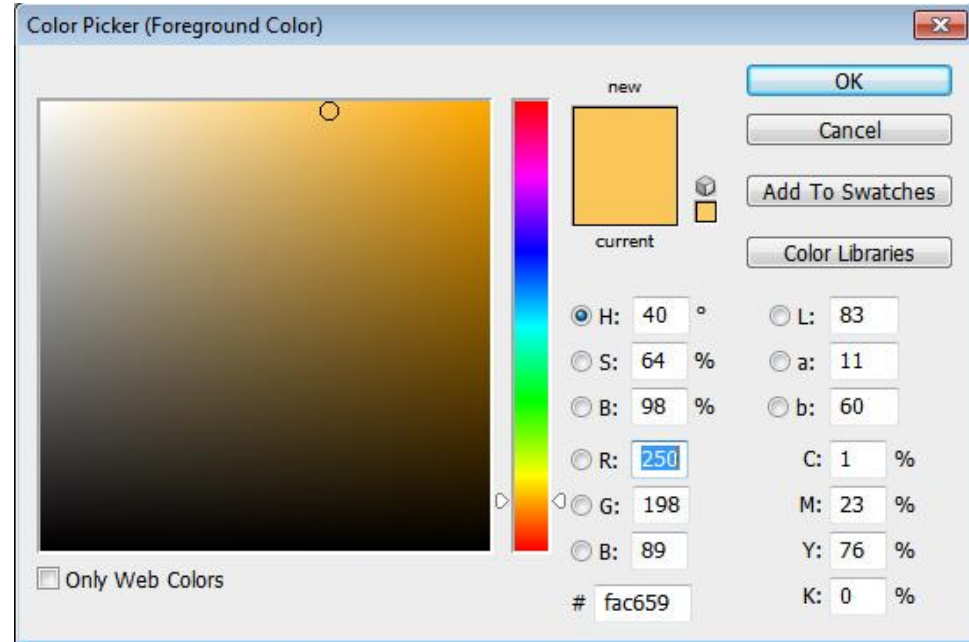 Color Picker (Foreground Color)
new
current
OK
Cancel
Add To Swatches
Color Libraries
H: 40 °
S: 64 %
B: 98 %
R: 250
G: 198
B: 89
# fac659
L: 83
a: 11
b: 60
C: 1 %
M: 23 %
Y: 76 %
K: 0 %
Only Web Colors